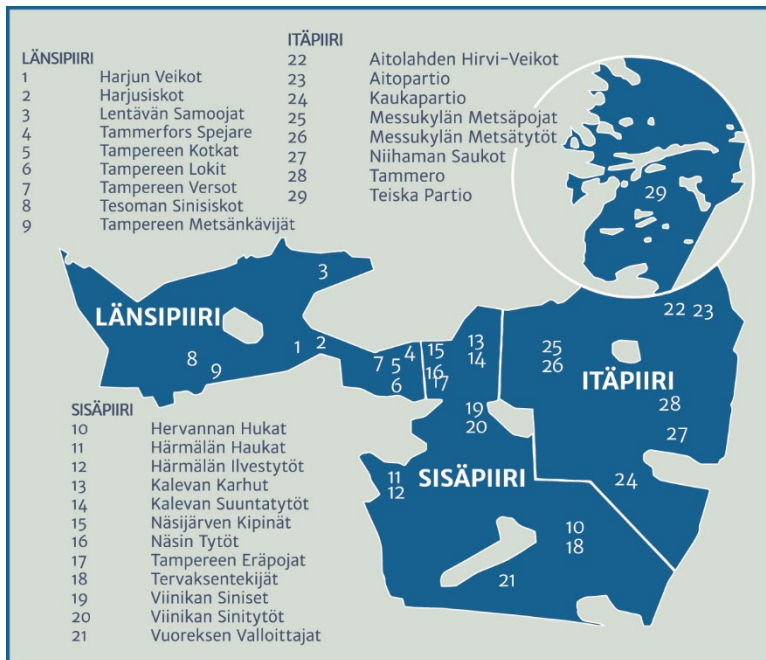 LÄNSIPIIRI
1 Harjun Veikot
2 Harjusiskot
3 Lentävän Samoojat
4 Tammerfors Spejare
5 Tampereen Kotkat
6 Tampereen Lokit
7 Tampereen Versot
8 Tesoman Sinisiskot
9 Tampereen Metsänkävijät
ITÄPIIRI
22 Aitolahden Hirvi-Veikot
23 Aitopartio
24 Kaukapartio
25 Messukylän Metsäpojat
26 Messukylän Metsätytöt
27 Niihaman Saukot
28 Tammero
29 Teiska Partio
29
3
LÄNSIPIIRI
1 2
8
9
7
4
5
6
15
16
17
13
14
22 23
25
26
ITÄPIIRI
28
27
24
19
20
11
12
SISÄPIIRI
10
18
21
SISÄPIIRI
10 Hervannan Hukat
11 Härmälän Haukat
12 Härmälän Ilvestytöt
13 Kalevan Karhut
14 Kalevan Suuntatytöt
15 Näsijärven Kipinät
16 Näsin Tytöt
17 Tampereen Eräpojat
18 Tervaksentekijät
19 Viinikan Siniset
20 Viinikan Sinitytöt
21 Vuoreksen Valloittajat